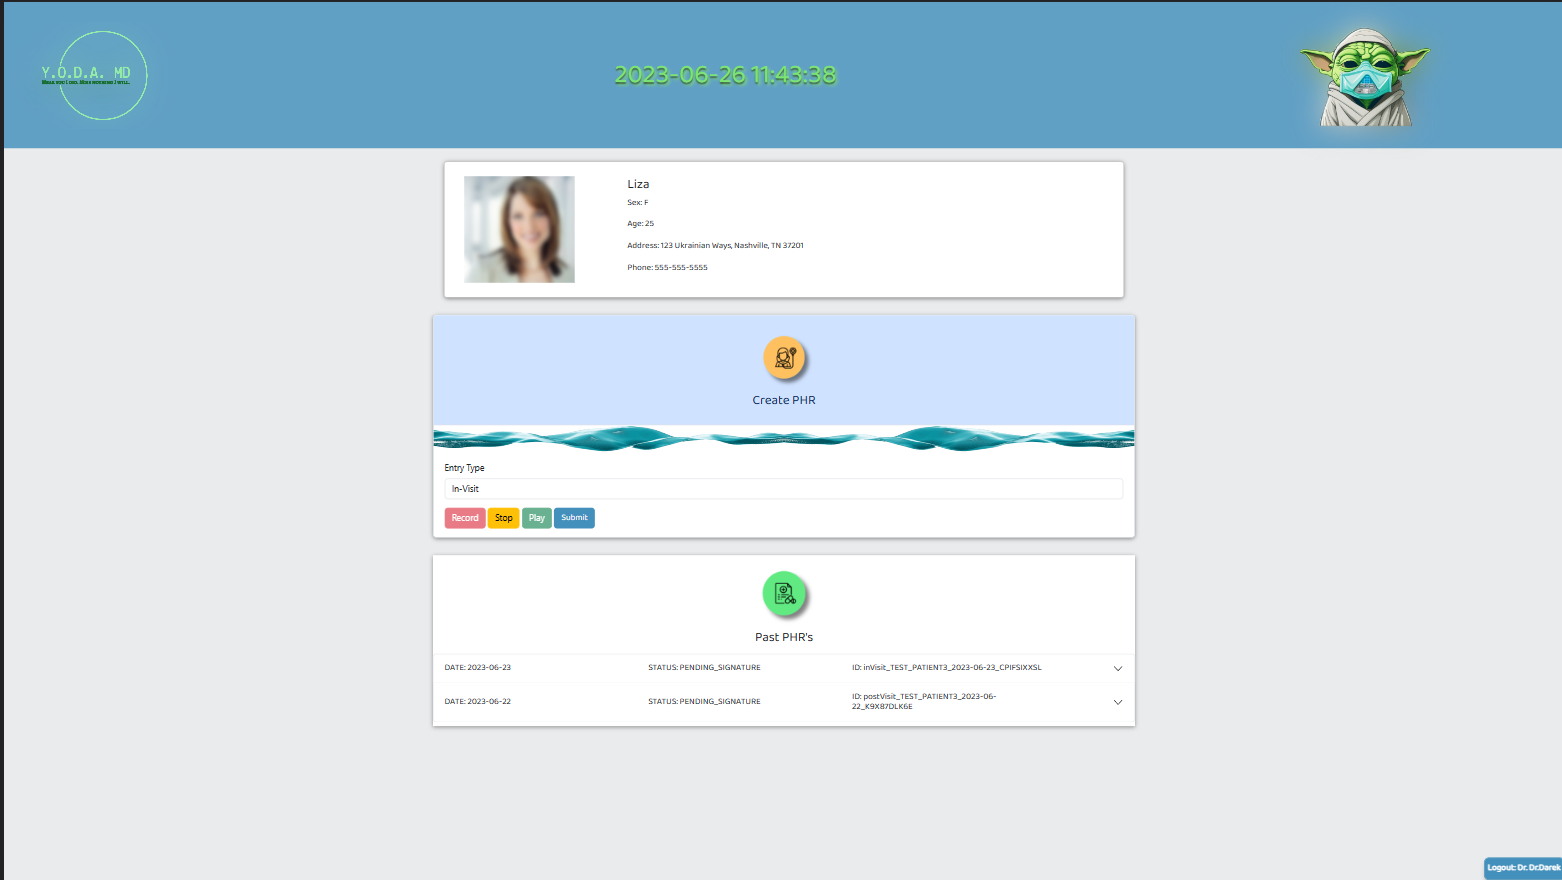 Y.O.D.A. MD
2023-06-26 11:43:38
Liza
Sex: F
Age: 25
Address: 123 Ukrainian Ways, Nashville, TN 37201
Phone: 555-555-5555
Create PHR
Entry Type
In-Visit
Record Stop Play Submit
Past PHR's
DATE: 2023-06-23 STATUS: PENDING_SIGNATURE ID: inVisit_TEST_PATIENT3_2023-06-23_CPIFSIXXSL
DATE: 2023-06-22 STATUS: PENDING_SIGNATURE ID: postVisit_TEST_PATIENT3_2023-06-
22_K9X87DLK6E
Logout: Dr. Dr.Darek